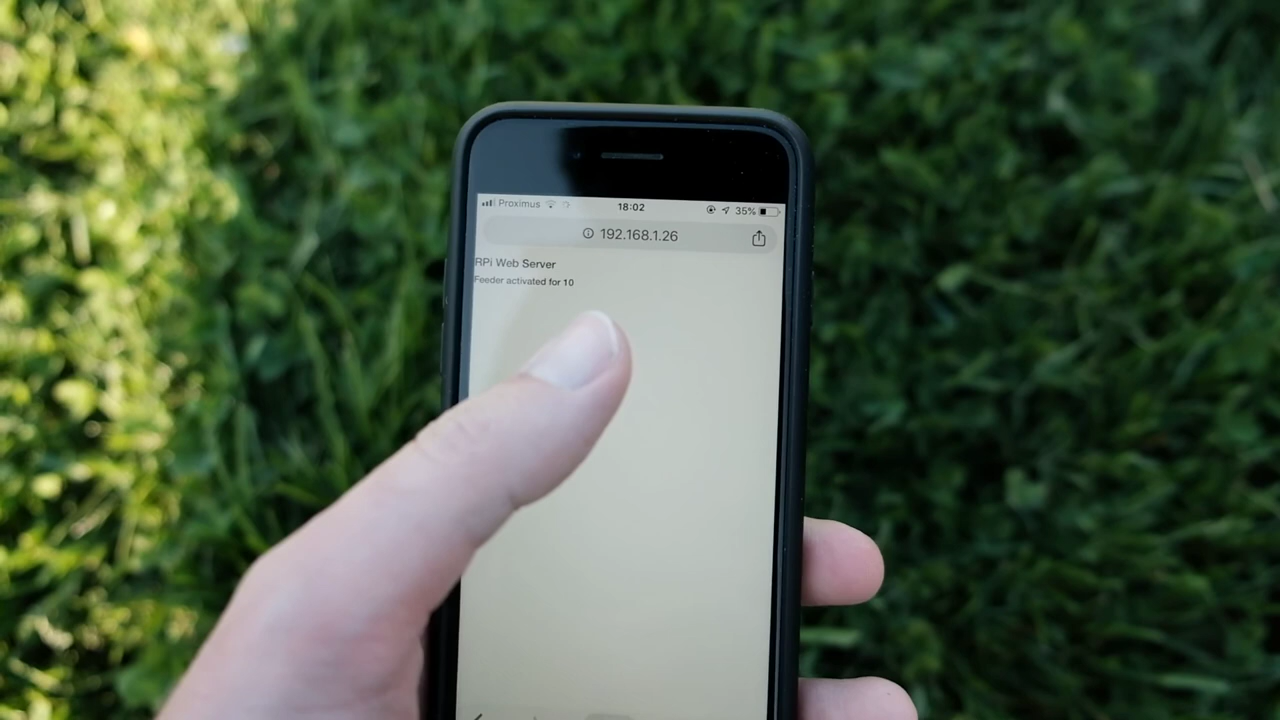 Proximus 18:02 35%
192.168.1.26
RPi Web Server
Feeder activated for 10